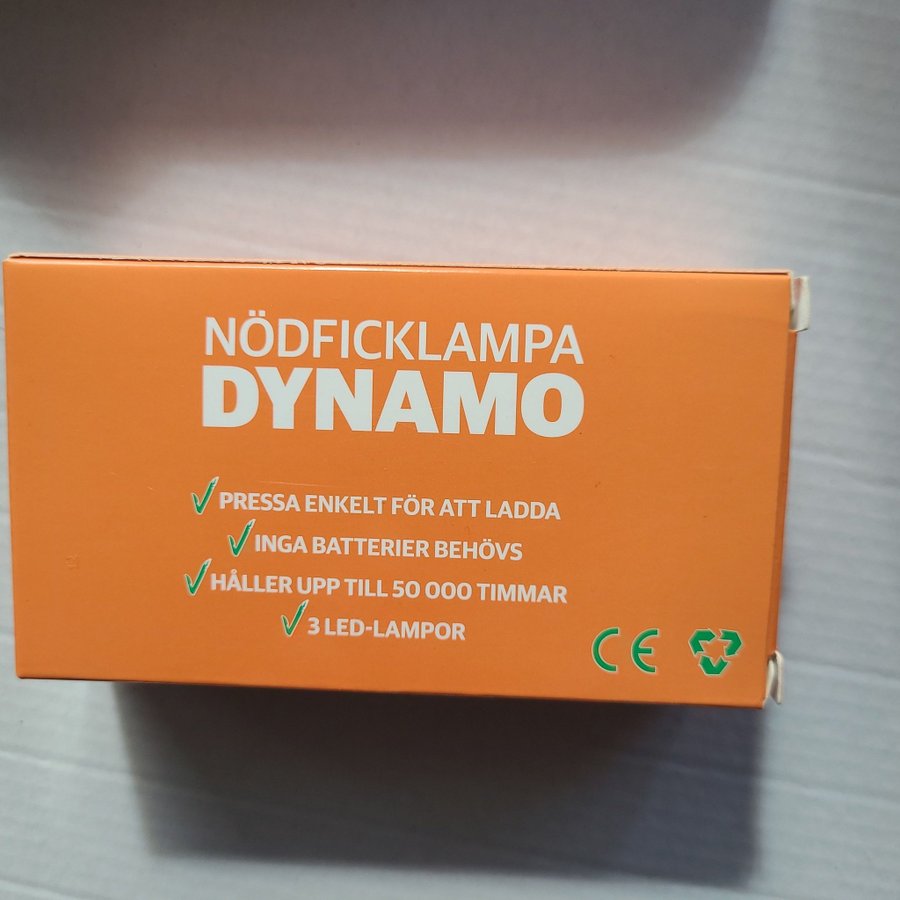 NÖDFICKLAMPA
DYNAMO
PRESSA ENKELT FÖR ATT LADDA
INGA BATTERIER BEHÖVS
HÅLLER UPP TILL 50 000 TIMMAR
3 LED-LAMPOR
CE